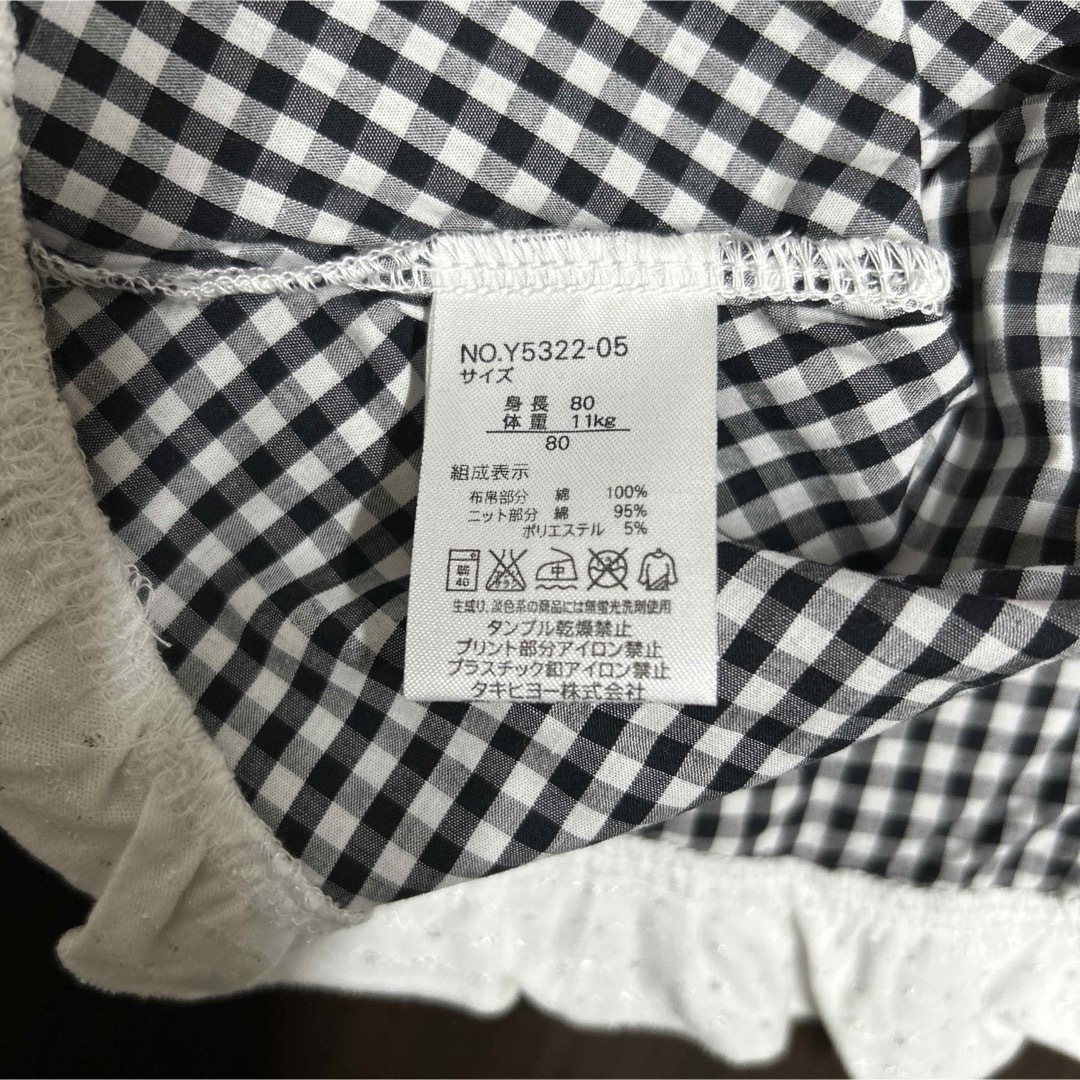 NO.Y5322-05
サイズ
身長 80
体重 11kg
80
組成表示
布帛部分 綿 100%
ニット部分 綿 95%
ポリエステル 5%
40 中
生成り、淡色系の商品には無蛍光洗剤使用
タンブル乾燥禁止
プリント部分アイロン禁止
プラスチック釦アイロン禁止
タキヒヨー株式会社